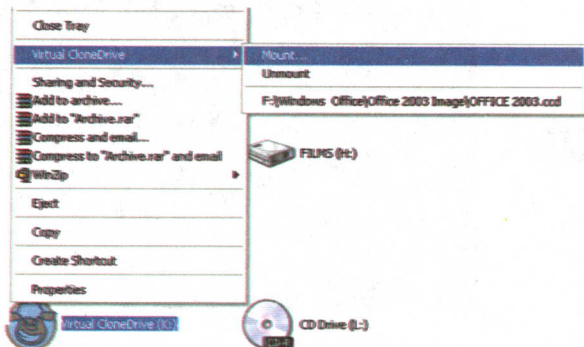 Close Tray
Virtual CloneDrive
Sharing and Security...
Add to archive...
Add to "Archive.rar"
Compress and email...
Compress to "Archive.rar" and email
WinZip
Eject
Copy
Create Shortcut
Properties
Mount...
Unmount
F:\Windows Office\Office 2003 Image\OFFICE 2003.ccd
FILMS (H:)
Virtual CloneDrive (K:)
CD Drive (L:)